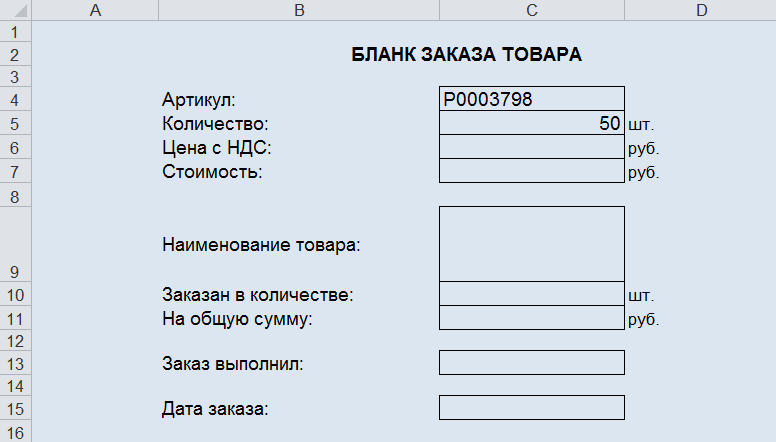 A B C D
1
2 БЛАНК ЗАКАЗА ТОВАРА
3
4 Артикул: P0003798
5 Количество: 50 шт.
6 Цена с НДС: руб.
7 Стоимость: руб.
8
9 Наименование товара:
10 Заказан в количестве: шт.
11 На общую сумму: руб.
12
13 Заказ выполнил:
14
15 Дата заказа:
16